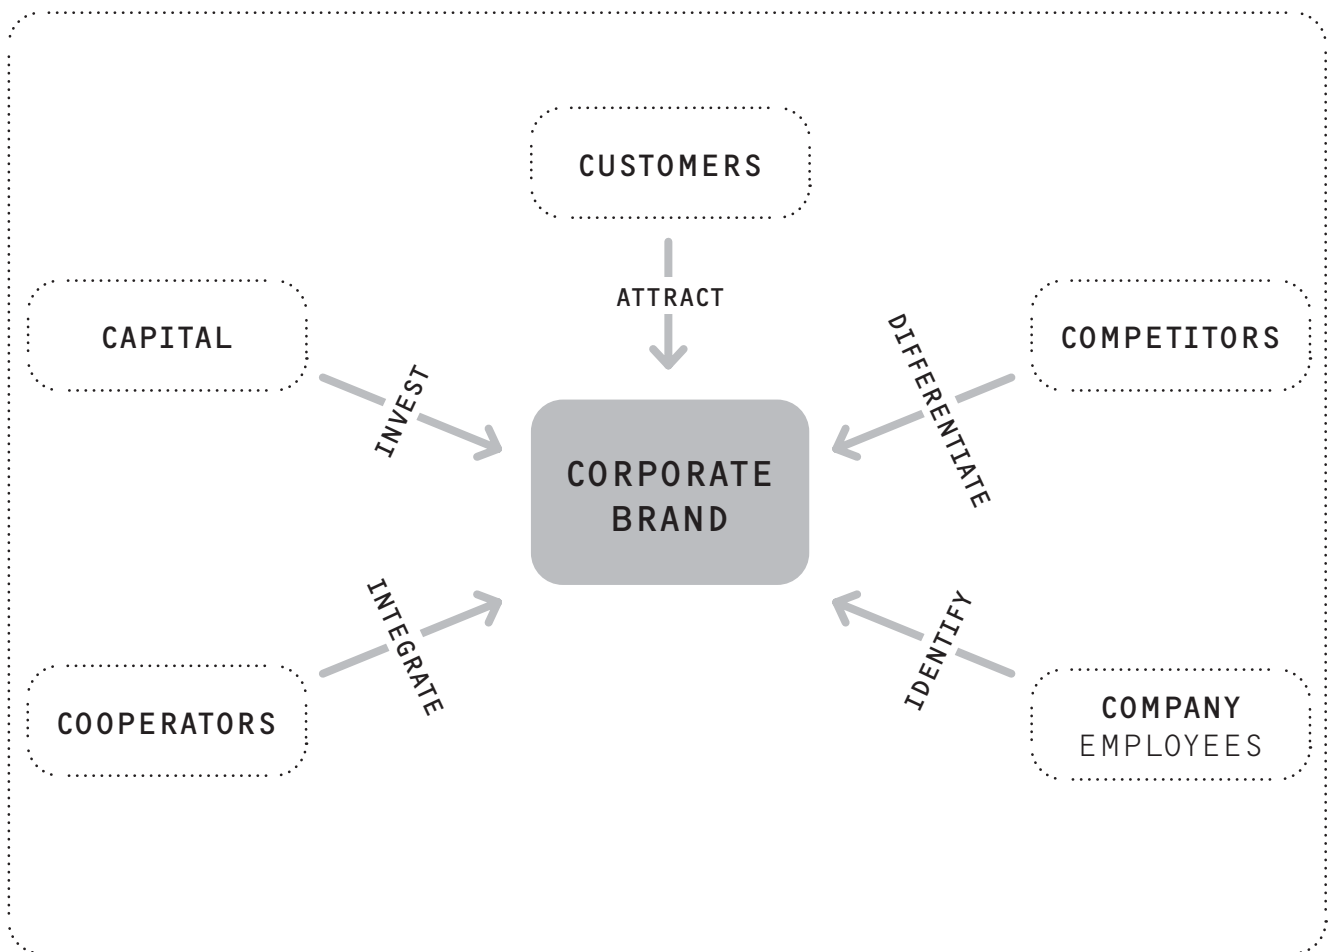 CUSTOMERS
ATTRACT
CAPITAL
INVEST
COMPETITORS
DIFFERENTIATE
CORPORATE
BRAND
COOPERATORS
INTEGRATE
IDENTIFY
COMPANY
EMPLOYEES